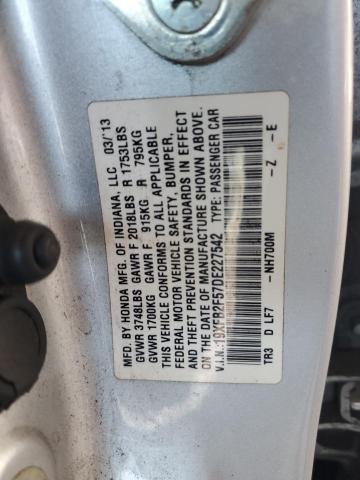 MFD. BY HONDA MFG. OF INDIANA, LLC 03/13
GVWR 3748LBS GAWR F 2018LBS R 1753LBS
GVWR 1700KG GAWR F 915KG R 795KG
THIS VEHICLE CONFORMS TO ALL APPLICABLE
FEDERAL MOTOR VEHICLE SAFETY, BUMPER,
AND THEFT PREVENTION STANDARDS IN EFFECT
ON THE DATE OF MANUFACTURE SHOWN ABOVE.
V.I.N.: 19XFB2F57DE227542 TYPE: PASSENGER CAR
TR3 D LF7 -NH700M -Z -E